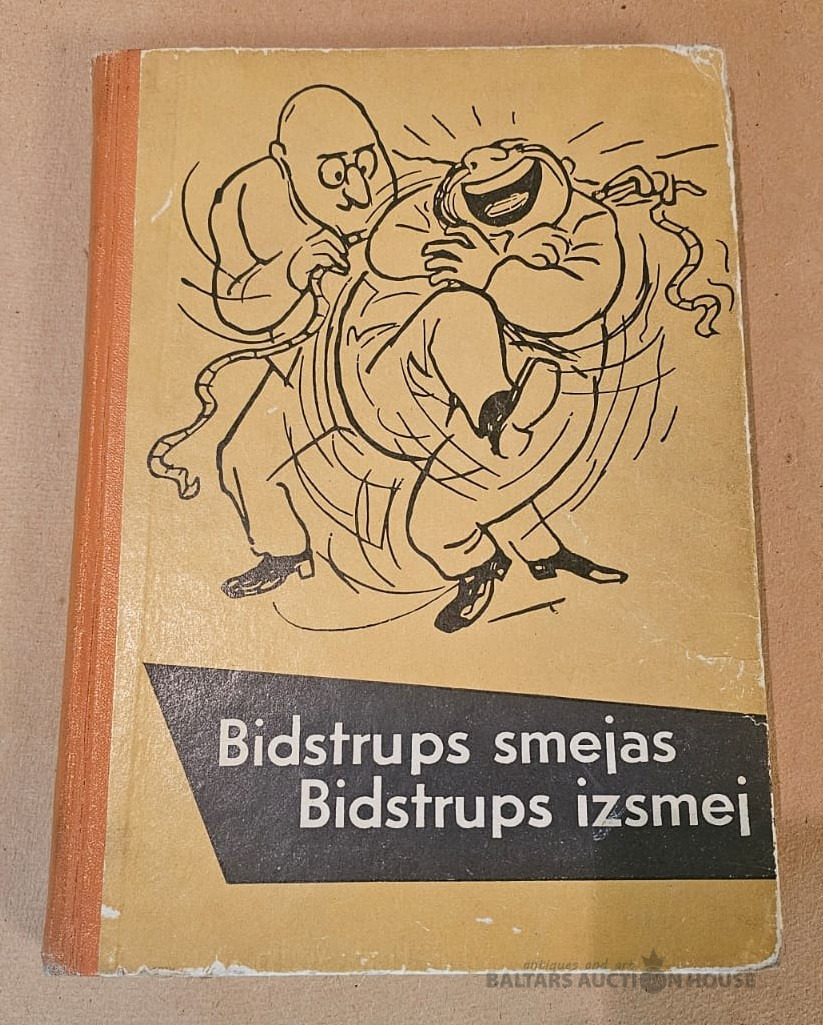 Bidstrups smejas
Bidstrups izsmej
antiques and art
BALTARS AUCTION HOUSE